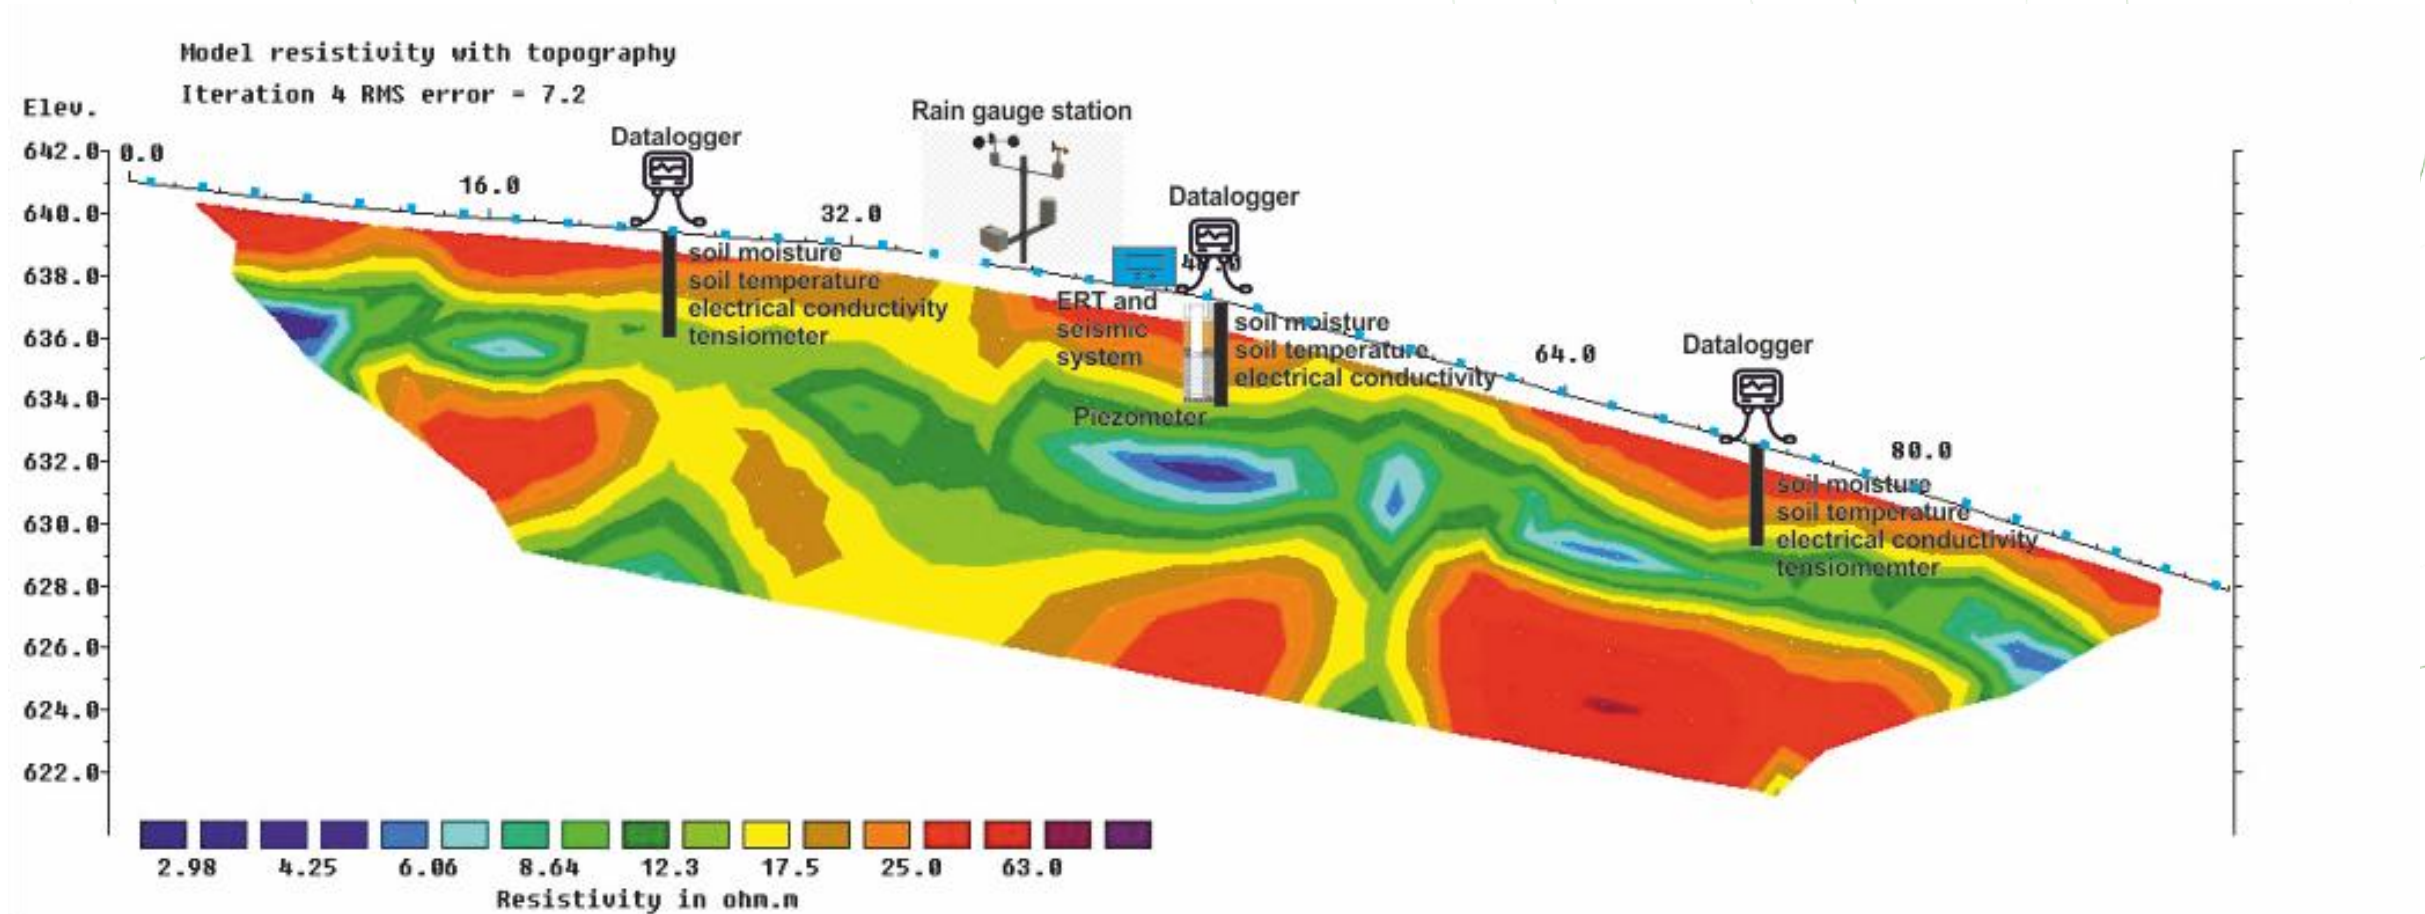 Model resistivity with topography
Iteration 4 RMS error = 7.2
Elev.
642.0
640.0
638.0
636.0
634.0
632.0
630.0
628.0
626.0
624.0
622.0
0.0
16.0
32.0
64.0
80.0
Datalogger
soil moisture
soil temperature
electrical conductivity
tensiometer
Rain gauge station
ERT and
seismic
system
Piezometer
Datalogger
soil moisture
soil temperature
electrical conductivity
Datalogger
soil moisture
soil temperature
electrical conductivity
tensiomemter
2.98 4.25 6.06 8.64 12.3 17.5 25.0 63.0
Resistivity in ohm.m